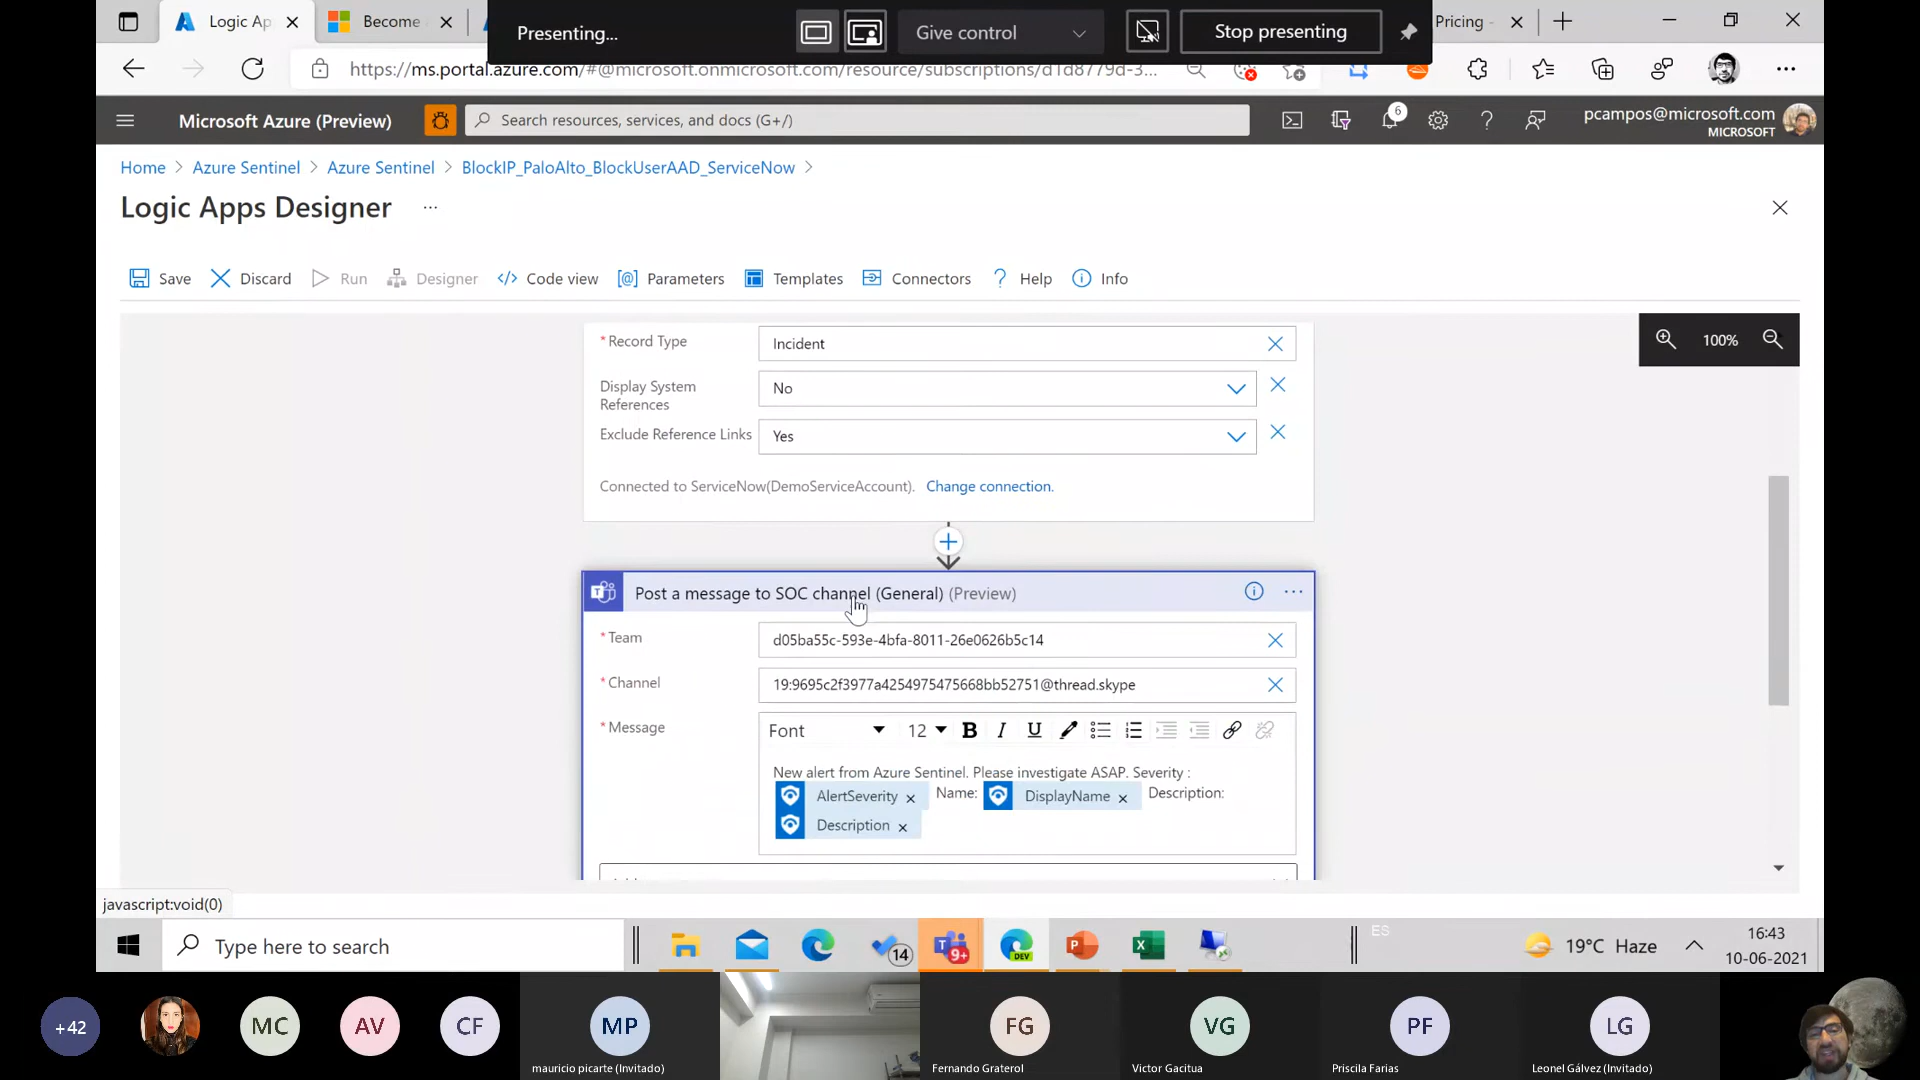 Logic Ap
Become
Presenting...
Give control
Stop presenting
Pricing -
https://ms.portal.azure.com/#@microsoft.onmicrosoft.com/resource/subscriptions/d1d8779d-3...
Microsoft Azure (Preview)
Search resources, services, and docs (G+/)
6
pcampos@microsoft.com
MICROSOFT
Home > Azure Sentinel > Azure Sentinel > BlockIP_PaloAlto_BlockUserAAD_ServiceNow >
Logic Apps Designer ...
Save Discard Run Designer Code view Parameters Templates Connectors Help Info
* Record Type Incident
100%
Display System References No
Exclude Reference Links Yes
Connected to ServiceNow(DemoServiceAccount). Change connection.
Post a message to SOC channel (General) (Preview)
* Team d05ba55c-593e-4bfa-8011-26e0626b5c14
* Channel 19:9695c2f3977a4254975475668bb52751@thread.skype
* Message Font 12 B I U
New alert from Azure Sentinel. Please investigate ASAP. Severity :
AlertSeverity × Name: DisplayName × Description:
Description ×
javascript:void(0)
Type here to search
14
9+
DEV
ES
19°C Haze
16:43
10-06-2021
+42
MC
AV
CF
MP
mauricio picarte (Invitado)
FG
Fernando Graterol
VG
Victor Gacitua
PF
Priscila Farias
LG
Leonel Gálvez (Invitado)